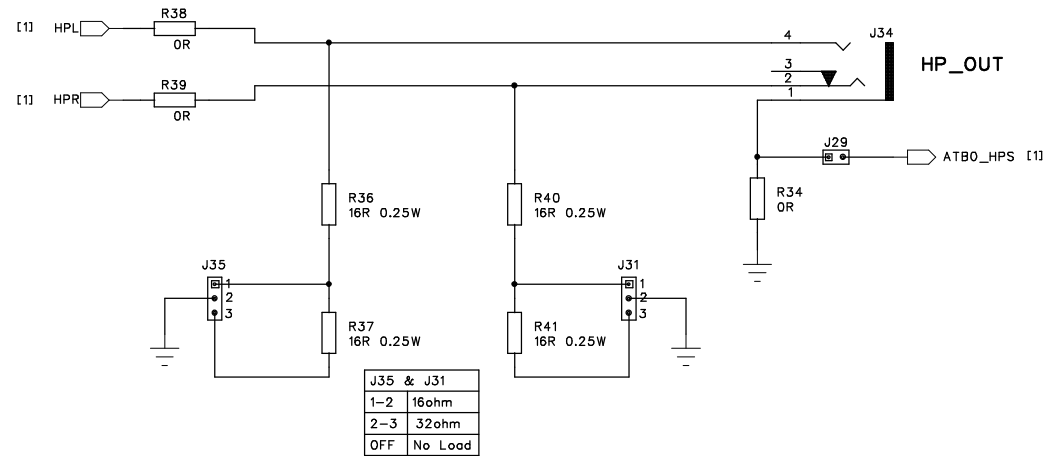 [1] HPL
R38
0R
[1] HPR
R39
0R
4
3
2
1
J34
HP_OUT
J29
ATB0_HPS [1]
R34
0R
R36
16R 0.25W
R40
16R 0.25W
J35
1
2
3
J31
1
2
3
R37
16R 0.25W
R41
16R 0.25W
J35 & J31
1-2 16ohm
2-3 32ohm
OFF No Load